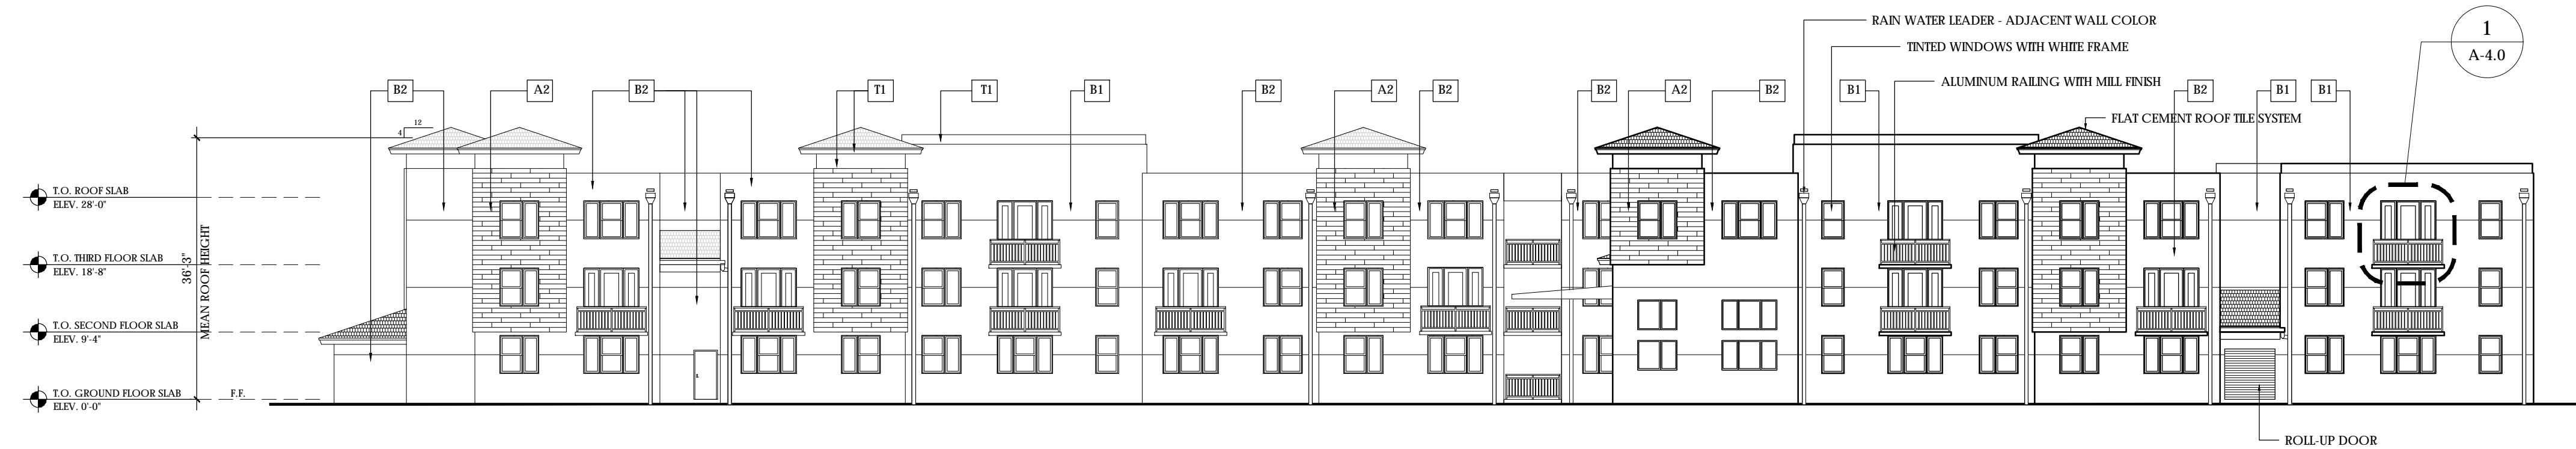 RAIN WATER LEADER - ADJACENT WALL COLOR
1
A-4.0
TINTED WINDOWS WITH WHITE FRAME
ALUMINUM RAILING WITH MILL FINISH
B2
A2
B2
T1
T1
B1
B2
A2
B2
B2
A2
B2
B1
B2
B1
B1
FLAT CEMENT ROOF TILE SYSTEM
12
4
T.O. ROOF SLAB
ELEV. 28'-0"
36'-3"
MEAN ROOF HEIGHT
T.O. THIRD FLOOR SLAB
ELEV. 18'-8"
T.O. SECOND FLOOR SLAB
ELEV. 9'-4"
T.O. GROUND FLOOR SLAB
F.F.
ELEV. 0'-0"
ROLL-UP DOOR